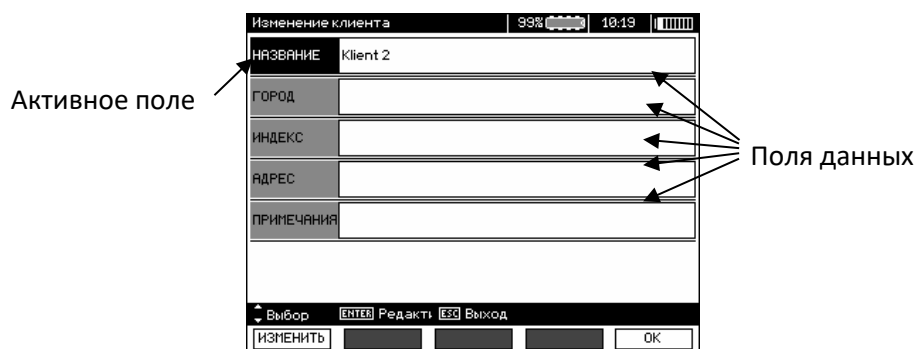 Изменение клиента 99% 10:19
НАЗВАНИЕ Klient 2
Активное поле
ГОРОД
ИНДЕКС
Поля данных
АДРЕС
ПРИМЕЧАНИЯ
Выбор ENTER Редакть ESC Выход
ИЗМЕНИТЬ OK